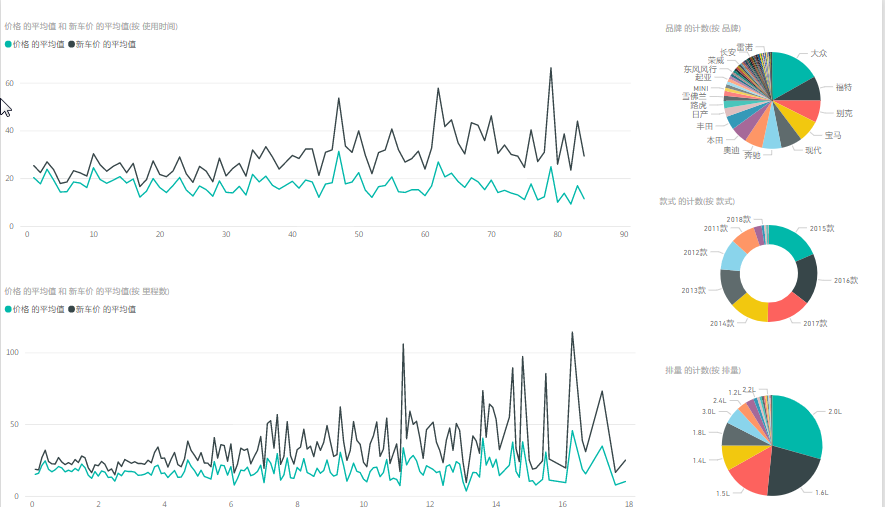 价格 的平均值 和 新车价 的平均值(按 使用时间)
价格 的平均值 新车价 的平均值
60
40
20
0
0 10 20 30 40 50 60 70 80 90
价格 的平均值 和 新车价 的平均值(按 里程数)
价格 的平均值 新车价 的平均值
100
50
0
0 2 4 6 8 10 12 14 16 18
品牌 的计数(按 品牌)
雷诺
长安
大众
荣威
东风风行
起亚
福特
MINI
雪佛兰
路虎
别克
日产
丰田
宝马
本田
现代
奥迪
奔驰
款式 的计数(按 款式)
2018款
2011款
2015款
2012款
2016款
2013款
2014款
2017款
排量 的计数(按 排量)
2.2L
1.2L
2.4L
3.0L
2.0L
1.8L
1.4L
1.5L
1.6L